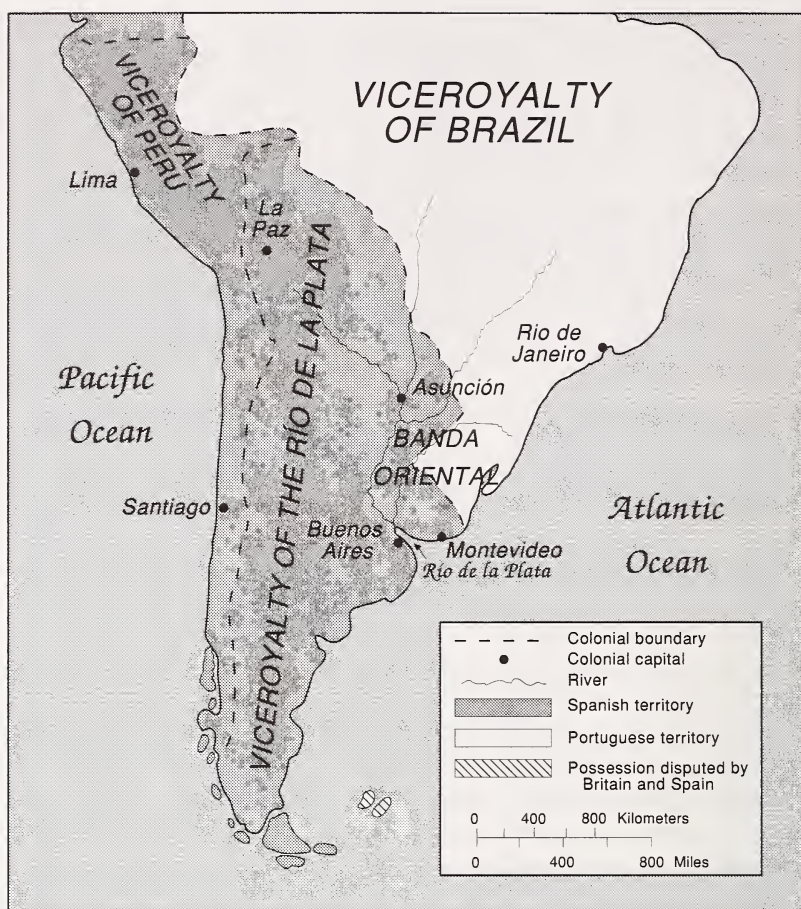 VICEROYALTY
OF BRAZIL
VICEROYALTY
OF PERU
Lima
La
Paz
VICEROYALTY OF THE RÍO DE LA PLATA
Rio de
Janeiro
Pacific
Ocean
Asunción
BANDA
ORIENTAL
Santiago
Buenos
Aires
Montevideo
Río de la Plata
Atlantic
Ocean
Colonial boundary
Colonial capital
River
Spanish territory
Portuguese territory
Possession disputed by
Britain and Spain
0 400 800 Kilometers
0 400 800 Miles